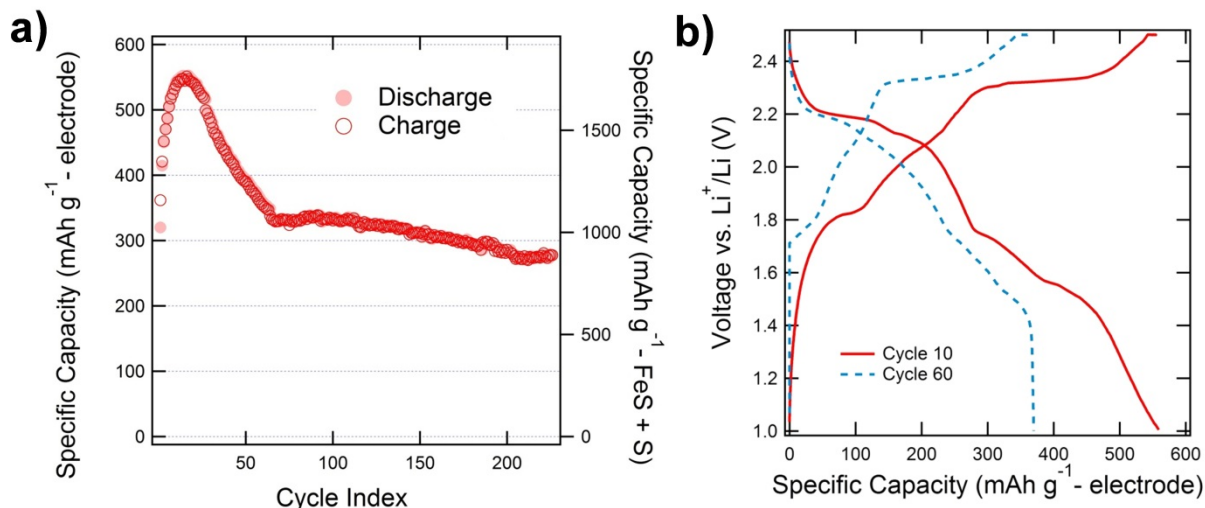 a)
Specific Capacity (mAh g⁻¹ - electrode)
600
500
400
300
300
200
100
0
Discharge
Charge
1500
1000
500
0
Specific Capacity (mAh g⁻¹ - FeS + S)
50
100
150
200
Cycle Index
b)
Voltage vs. Li⁺/Li (V)
2.4
2.2
2.0
1.8
1.6
1.4
1.2
1.0
Cycle 10
Cycle 60
0
100
200
300
400
500
600
Specific Capacity (mAh g⁻¹- electrode)